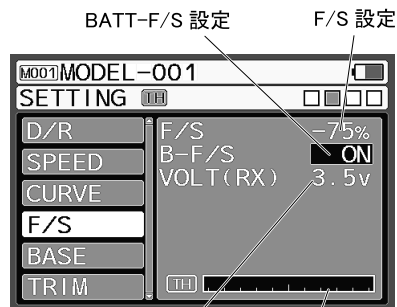 BATT-F/S 設定
F/S 設定
M001 MODEL-001
SETTING TH
D/R
SPEED
CURVE
F/S
BASE
TRIM
F/S -75%
B-F/S ON
VOLT(RX) 3.5v
TH